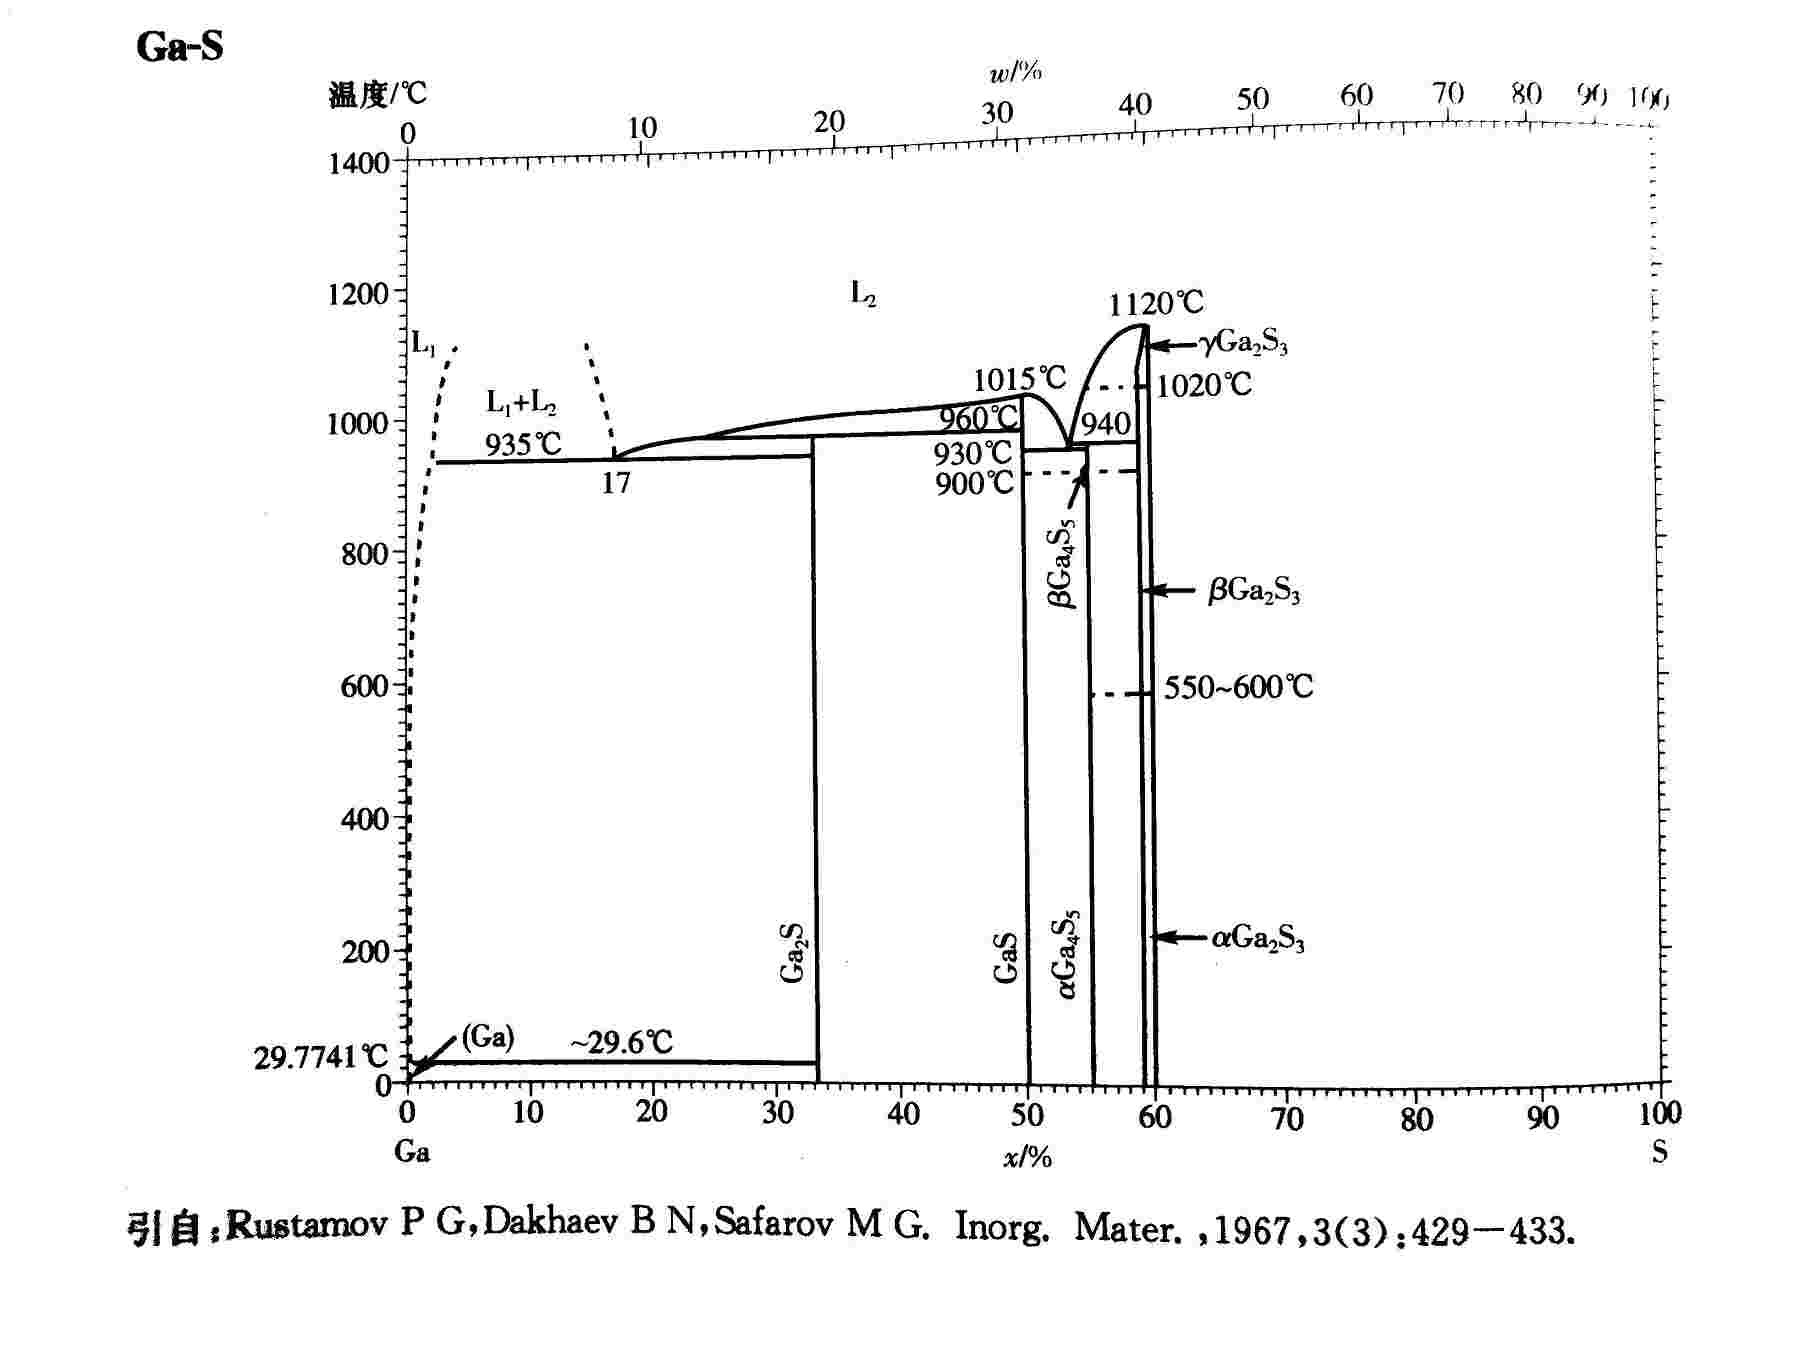 Ga-S
w/%
温度/℃
0 10 20 30 40 50 60 70 80 90 100
1400
1200
1000
800
600
400
200
0
L₂
1120℃
L₁
γGa₂S₃
1015℃
1020℃
L₁+L₂
960℃
940
935℃
930℃
17
900℃
βGa₄S₅
βGa₂S₃
550~600℃
Ga₂S
GaS
αGa₄S₅
αGa₂S₃
(Ga)
~29.6℃
29.7741℃
0 10 20 30 40 50 60 70 80 90 100
Ga
x/%
S
引自:Rustamov P G,Dakhaev B N,Safarov M G. Inorg. Mater. ,1967,3(3):429—433.